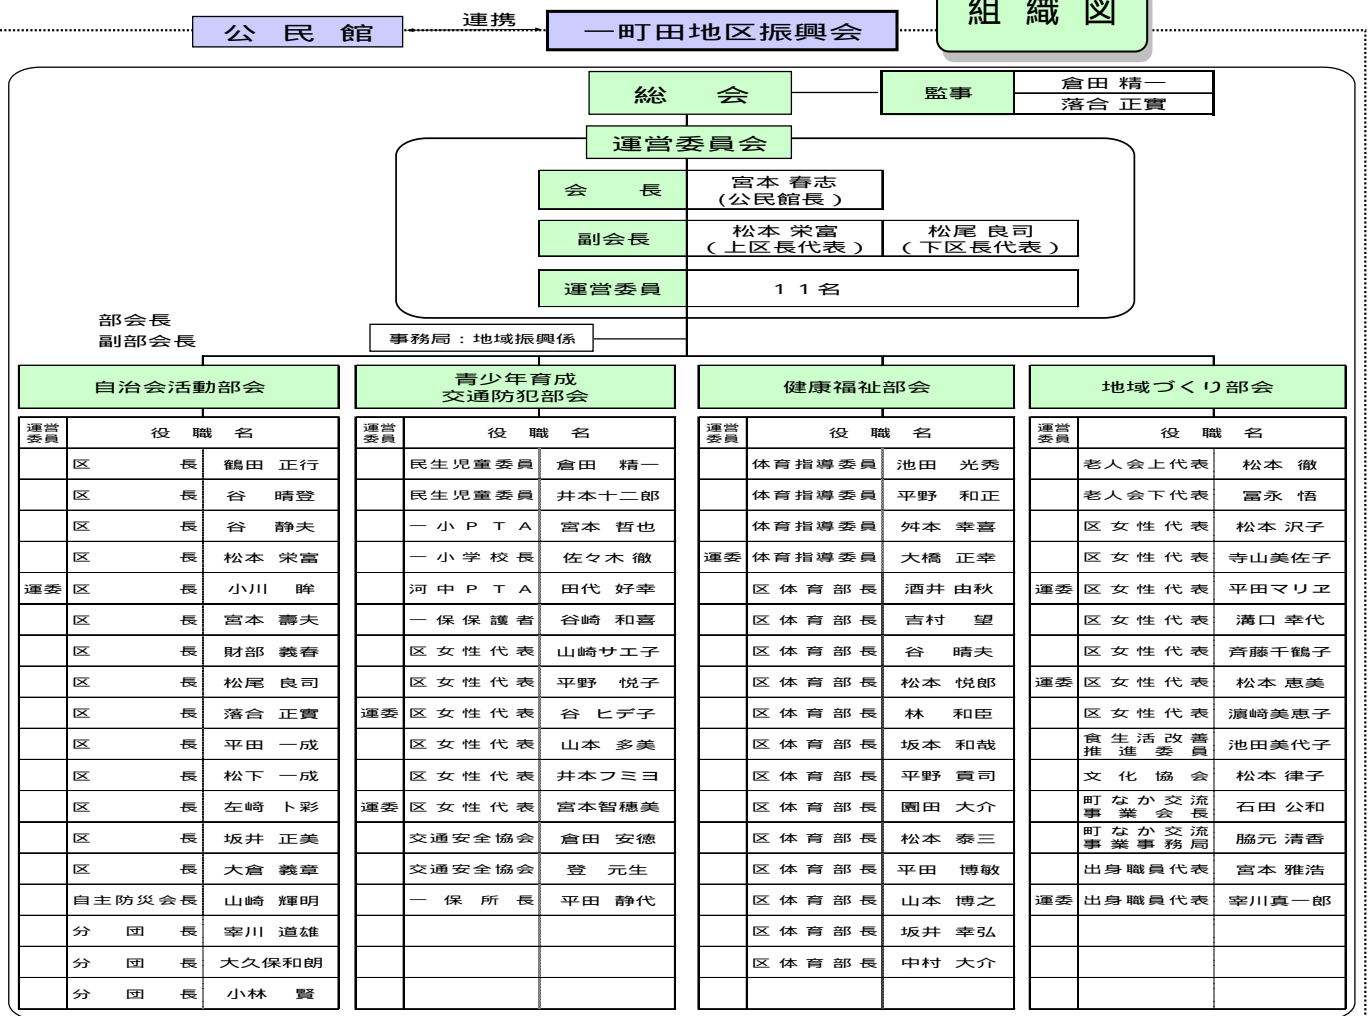 組 織 図
公 民 館
連携
一町田地区振興会
総 会
監事
倉田 精一
落合 正實
運営委員会
会 長 宮本 春志
(公民館長)
副会長 松本 栄富 松尾 良司
(上区長代表) (下区長代表)
運営委員 11名
部会長
副部会長
事務局:地域振興係
自治会活動部会
運営委員 役職名
区長 鶴田 正行
区長 谷 晴登
区長 谷 静夫
区長 松本 栄富
運委 区長 小川 眸
区長 宮本 壽夫
区長 財部 義春
区長 松尾 良司
区長 落合 正實
区長 平田 一成
区長 松下 一成
区長 左﨑 卜彩
区長 坂井 正美
区長 大倉 義章
自主防災会長 山崎 輝明
分団長 宰川 道雄
分団長 大久保和朗
分団長 小林 賢
青少年育成
交通防犯部会
運営委員 役職名
民生児童委員 倉田 精一
民生児童委員 井本十二郎
一小PTA 宮本 哲也
一小学校長 佐々木 徹
河中PTA 田代 好幸
一保保護者 谷崎 和喜
区女性代表 山崎サエ子
区女性代表 平野 悦子
運委 区女性代表 谷 ヒデ子
区女性代表 山本 多美
区女性代表 井本フミヨ
運委 区女性代表 宮本智穂美
交通安全協会 倉田 安徳
交通安全協会 登 元生
一保所長 平田 静代
健康福祉部会
運営委員 役職名
体育指導委員 池田 光秀
体育指導委員 平野 和正
体育指導委員 舛本 幸喜
運委 体育指導委員 大橋 正幸
区体育部長 酒井 由秋
区体育部長 吉村 望
区体育部長 谷 晴夫
区体育部長 松本 悦郎
区体育部長 林 和臣
区体育部長 坂本 和哉
区体育部長 平野 貢司
区体育部長 園田 大介
区体育部長 松本 泰三
区体育部長 平田 博敏
区体育部長 山本 博之
区体育部長 坂井 幸弘
区体育部長 中村 大介
地域づくり部会
運営委員 役職名
老人会上代表 松本 徹
老人会下代表 冨永 悟
区女性代表 松本 沢子
区女性代表 寺山美佐子
運委 区女性代表 平田マリヱ
区女性代表 溝口 幸代
区女性代表 斉藤千鶴子
運委 区女性代表 松本 恵美
区女性代表 濵﨑美恵子
食生活改善推進委員 池田美代子
文化協会 松本 律子
町なか交流事業会長 石田 公和
町なか交流事業事務局 脇元 清香
出身職員代表 宮本 雅浩
運委 出身職員代表 宰川真一郎